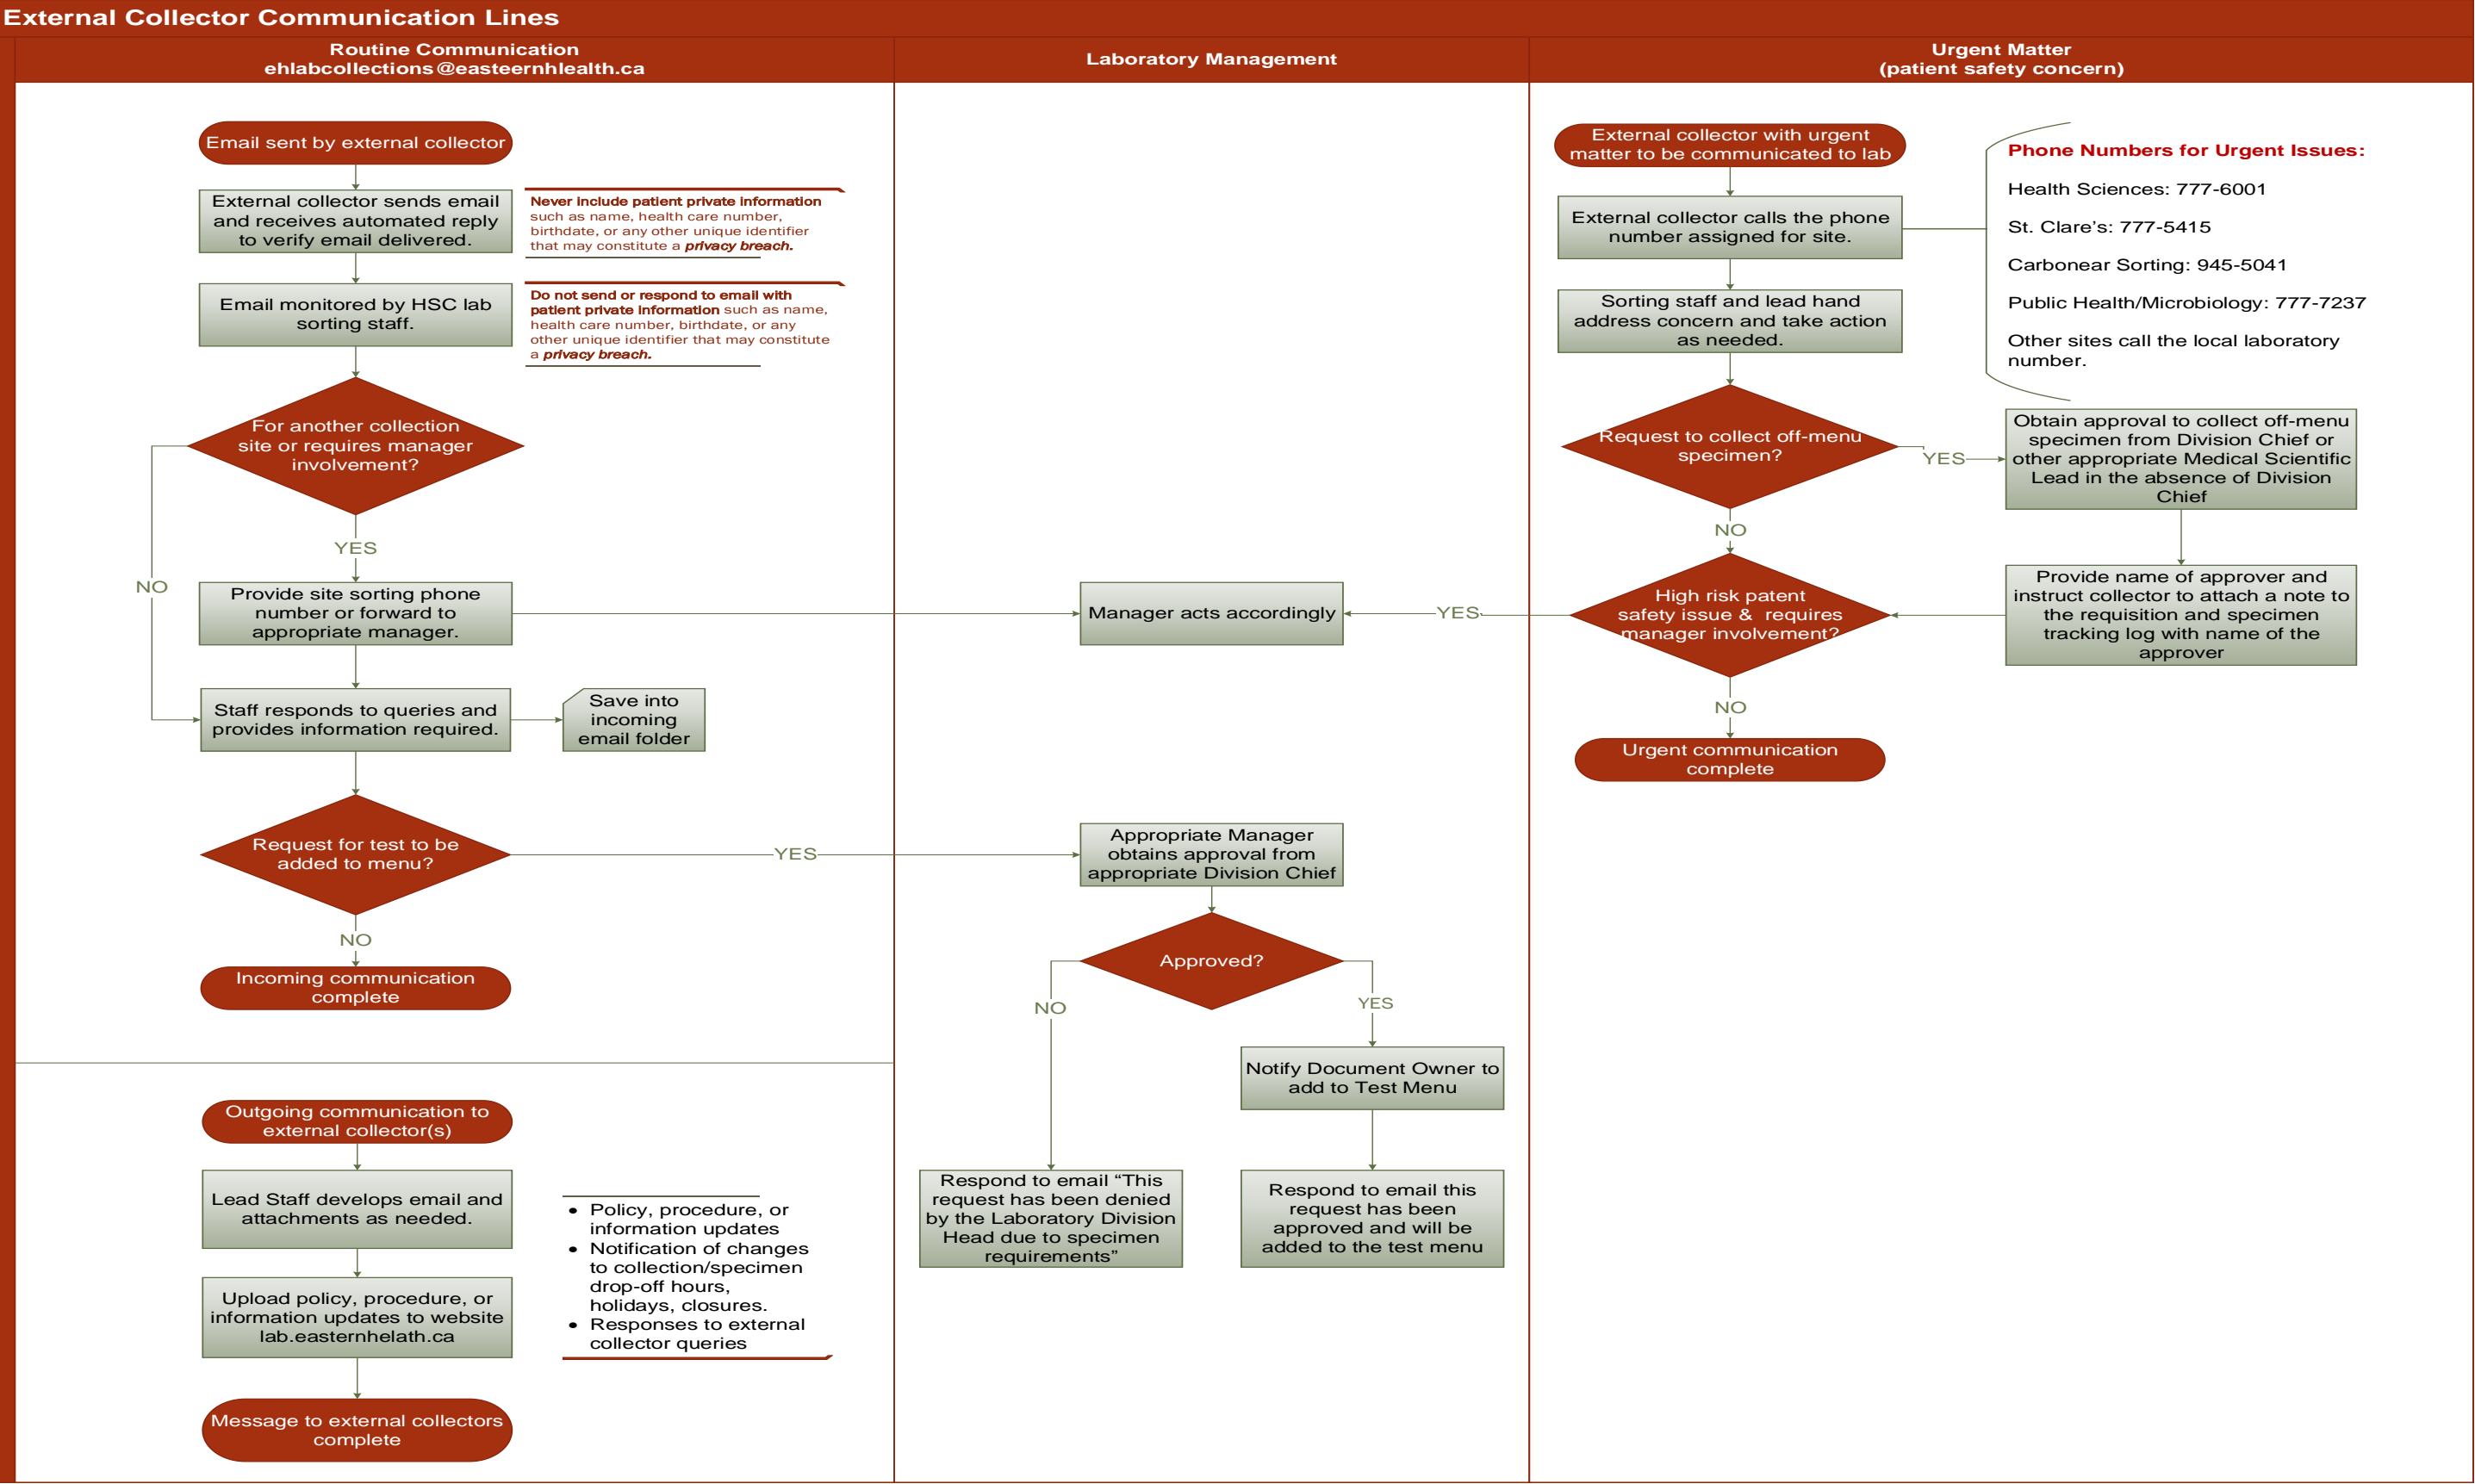 External Collector Communication Lines
Routine Communication
ehlabcollections@easteernhlealth.ca
Laboratory Management
Urgent Matter
(patient safety concern)
Email sent by external collector
External collector sends email
and receives automated reply
to verify email delivered.
Never include patient private information
such as name, health care number,
birthdate, or any other unique identifier
that may constitute a privacy breach.
Email monitored by HSC lab
sorting staff.
Do not send or respond to email with
patient private information such as name,
health care number, birthdate, or any
other unique identifier that may constitute
a privacy breach.
For another collection
site or requires manager
involvement?
YES
NO
Provide site sorting phone
number or forward to
appropriate manager.
Staff responds to queries and
provides information required.
Save into
incoming
email folder
Request for test to be
added to menu?
YES
NO
Incoming communication
complete
Outgoing communication to
external collector(s)
Lead Staff develops email and
attachments as needed.
Upload policy, procedure, or
information updates to website
lab.easternhelath.ca
Message to external collectors
complete
• Policy, procedure, or
information updates
• Notification of changes
to collection/specimen
drop-off hours,
holidays, closures.
• Responses to external
collector queries
Manager acts accordingly
Appropriate Manager
obtains approval from
appropriate Division Chief
Approved?
NO
YES
Notify Document Owner to
add to Test Menu
Respond to email “This
request has been denied
by the Laboratory Division
Head due to specimen
requirements”
Respond to email this
request has been
approved and will be
added to the test menu
External collector with urgent
matter to be communicated to lab
External collector calls the phone
number assigned for site.
Phone Numbers for Urgent Issues:
Health Sciences: 777-6001
St. Clare’s: 777-5415
Carbonear Sorting: 945-5041
Public Health/Microbiology: 777-7237
Other sites call the local laboratory
number.
Sorting staff and lead hand
address concern and take action
as needed.
Request to collect off-menu
specimen?
YES
Obtain approval to collect off-menu
specimen from Division Chief or
other appropriate Medical Scientific
Lead in the absence of Division
Chief
NO
Provide name of approver and
instruct collector to attach a note to
the requisition and specimen
tracking log with name of the
approver
High risk patent
safety issue & requires
manager involvement?
YES
NO
Urgent communication
complete